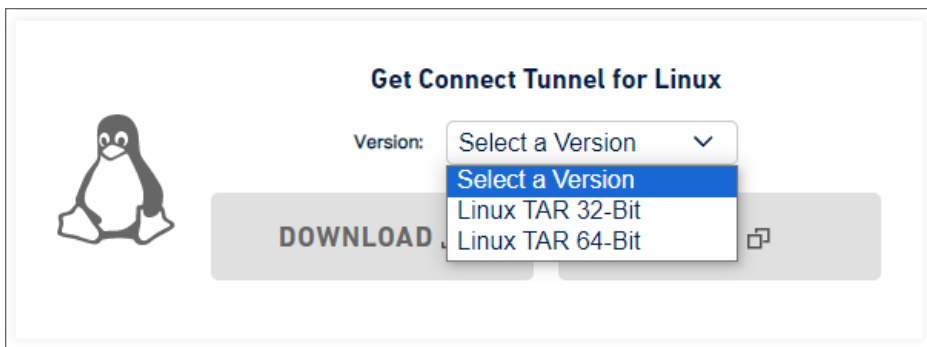 Get Connect Tunnel for Linux
Version: Select a Version
Select a Version
Linux TAR 32-Bit
DOWNLOAD Linux TAR 64-Bit